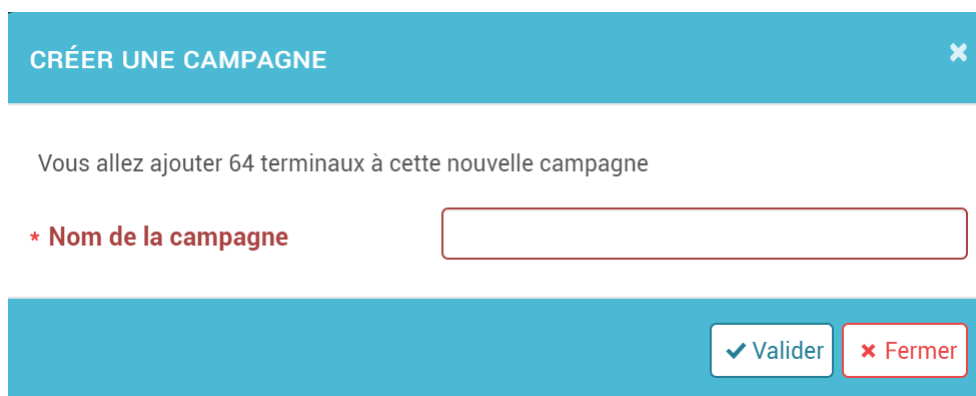 CRÉER UNE CAMPAGNE
Vous allez ajouter 64 terminaux à cette nouvelle campagne
* Nom de la campagne
Valider Fermer